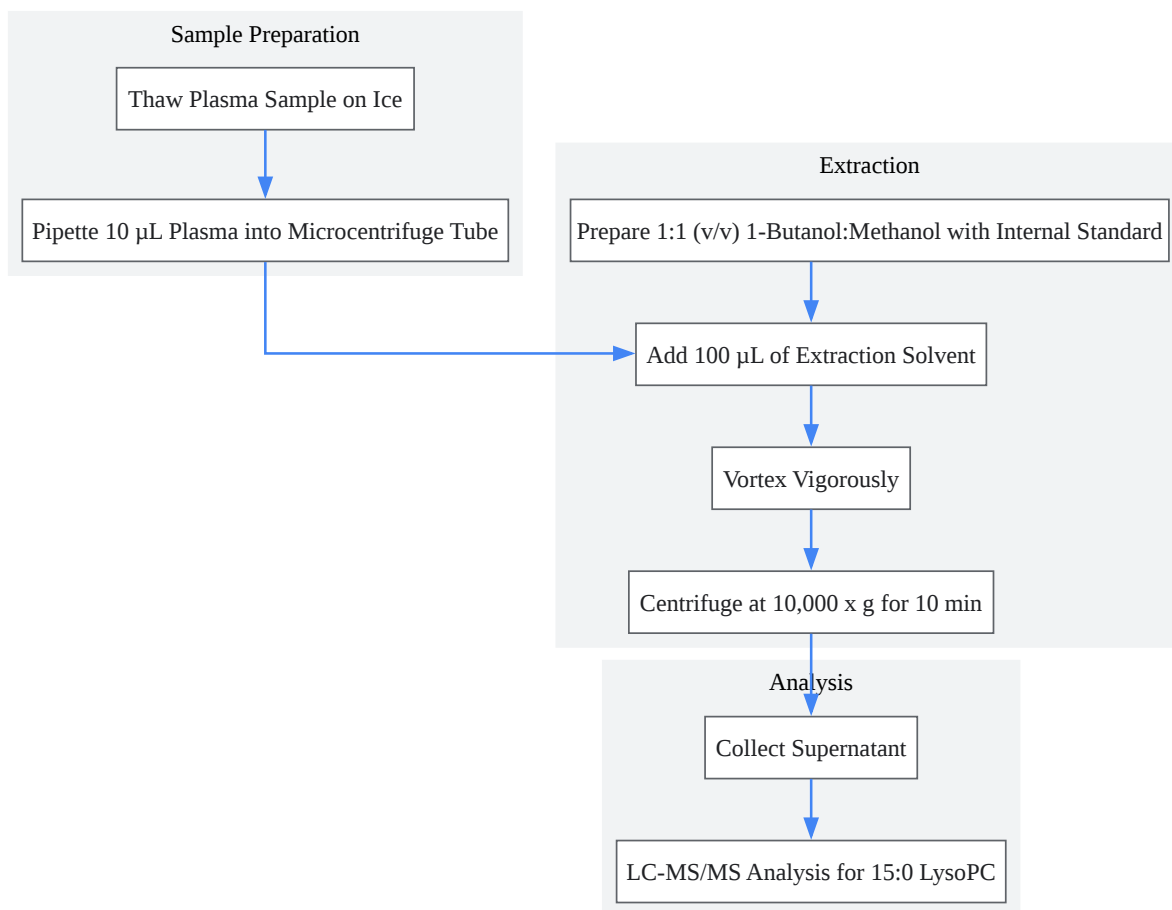 Sample Preparation
Thaw Plasma Sample on Ice
Pipette 10 µL Plasma into Microcentrifuge Tube
Extraction
Prepare 1:1 (v/v) 1-Butanol:Methanol with Internal Standard
Add 100 µL of Extraction Solvent
Vortex Vigorously
Centrifuge at 10,000 x g for 10 min
Analysis
Collect Supernatant
LC-MS/MS Analysis for 15:0 LysoPC